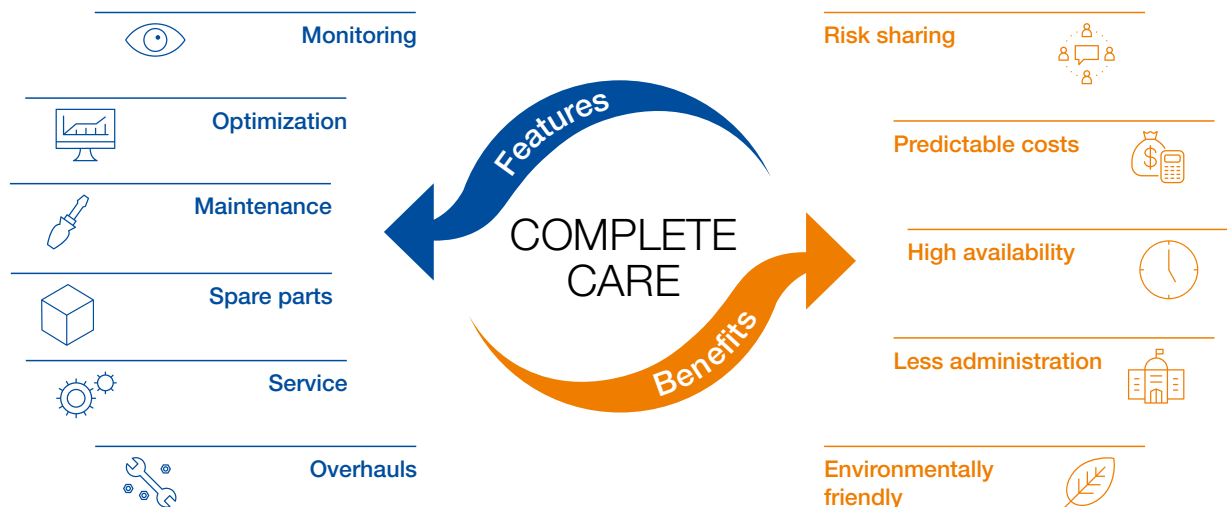 Monitoring
Optimization
Maintenance
Spare parts
Service
Overhauls
Features
COMPLETE
CARE
Benefits
Risk sharing
Predictable costs
$
High availability
Less administration
Environmentally
friendly